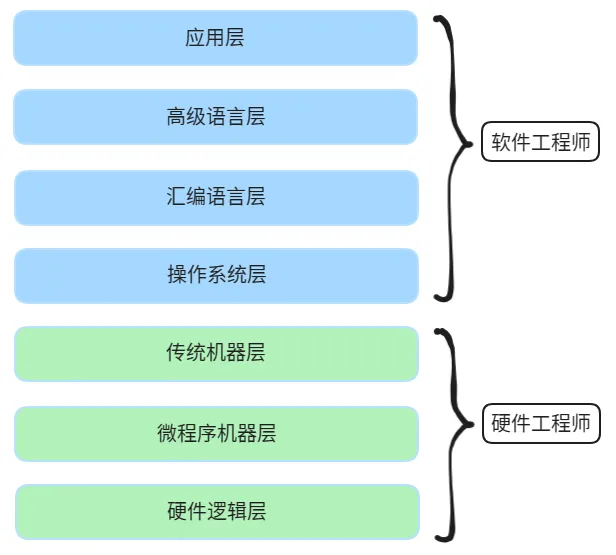 应用层
高级语言层
汇编语言层
操作系统层
软件工程师
传统机器层
微程序机器层
硬件逻辑层
硬件工程师